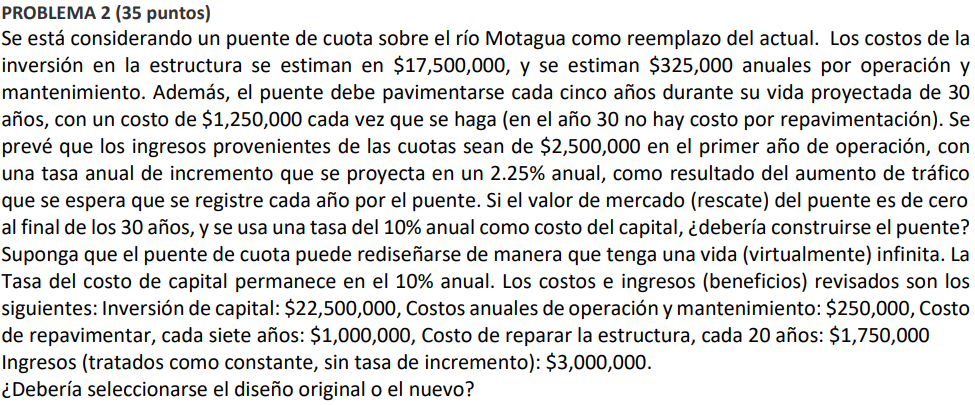 PROBLEMA 2 (35 puntos)
Se está considerando un puente de cuota sobre el río Motagua como reemplazo del actual. Los costos de la
inversión en la estructura se estiman en $17,500,000, y se estiman $325,000 anuales por operación y
mantenimiento. Además, el puente debe pavimentarse cada cinco años durante su vida proyectada de 30
años, con un costo de $1,250,000 cada vez que se haga (en el año 30 no hay costo por repavimentación). Se
prevé que los ingresos provenientes de las cuotas sean de $2,500,000 en el primer año de operación, con
una tasa anual de incremento que se proyecta en un 2.25% anual, como resultado del aumento de tráfico
que se espera que se registre cada año por el puente. Si el valor de mercado (rescate) del puente es de cero
al final de los 30 años, y se usa una tasa del 10% anual como costo del capital, ¿debería construirse el puente?
Suponga que el puente de cuota puede rediseñarse de manera que tenga una vida (virtualmente) infinita. La
Tasa del costo de capital permanece en el 10% anual. Los costos e ingresos (beneficios) revisados son los
siguientes: Inversión de capital: $22,500,000, Costos anuales de operación y mantenimiento: $250,000, Costo
de repavimentar, cada siete años: $1,000,000, Costo de reparar la estructura, cada 20 años: $1,750,000
Ingresos (tratados como constante, sin tasa de incremento): $3,000,000.
¿Debería seleccionarse el diseño original o el nuevo?